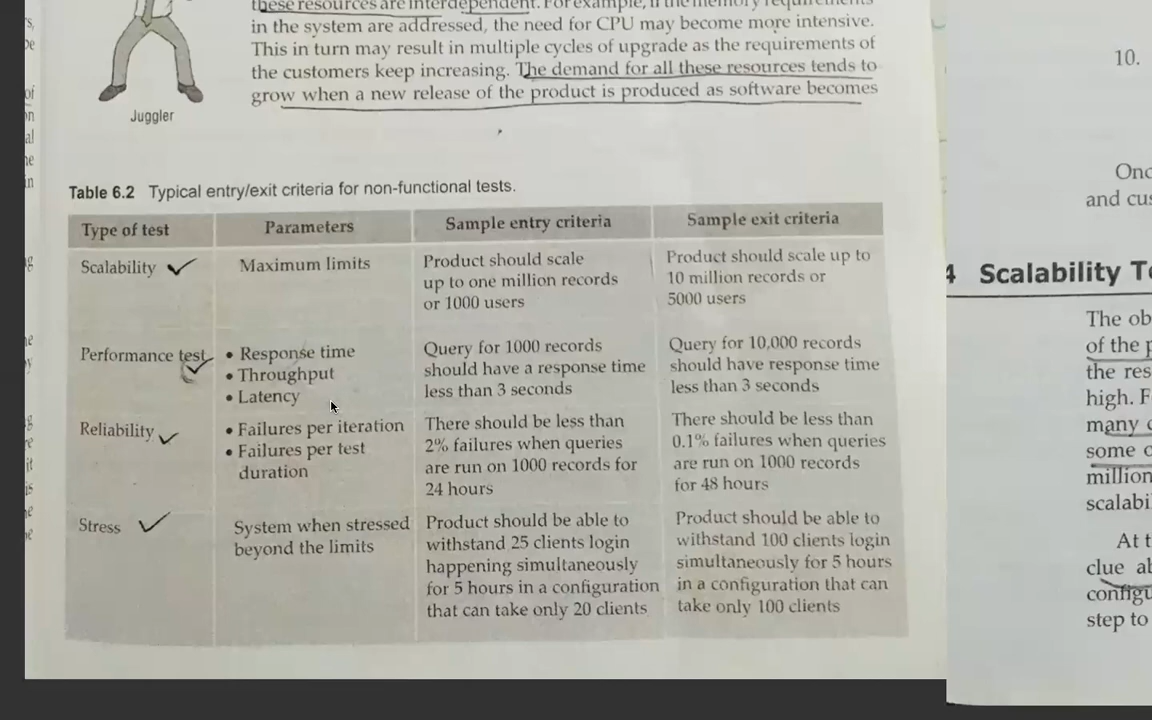 these resources are interdependent. For example, if the memory requirements
in the system are addressed, the need for CPU may become more intensive.
This in turn may result in multiple cycles of upgrade as the requirements of
the customers keep increasing. The demand for all these resources tends to
grow when a new release of the product is produced as software becomes
Juggler
Table 6.2 Typical entry/exit criteria for non-functional tests.
Type of test Parameters Sample entry criteria Sample exit criteria
Scalability Maximum limits Product should scale Product should scale up to
up to one million records 10 million records or
or 1000 users 5000 users
Performance test • Response time Query for 1000 records Query for 10,000 records
• Throughput should have a response time should have response time
• Latency less than 3 seconds less than 3 seconds
Reliability • Failures per iteration There should be less than There should be less than
• Failures per test 2% failures when queries 0.1% failures when queries
duration are run on 1000 records for are run on 1000 records
24 hours for 48 hours
Stress System when stressed Product should be able to Product should be able to
beyond the limits withstand 25 clients login withstand 100 clients login
happening simultaneously simultaneously for 5 hours
for 5 hours in a configuration in a configuration that can
that can take only 20 clients take only 100 clients
10.
Onc
and cus
4 Scalability Te
The ob
of the p
the res
high. F
many c
some o
million
scalabi
At t
clue ab
configu
step to